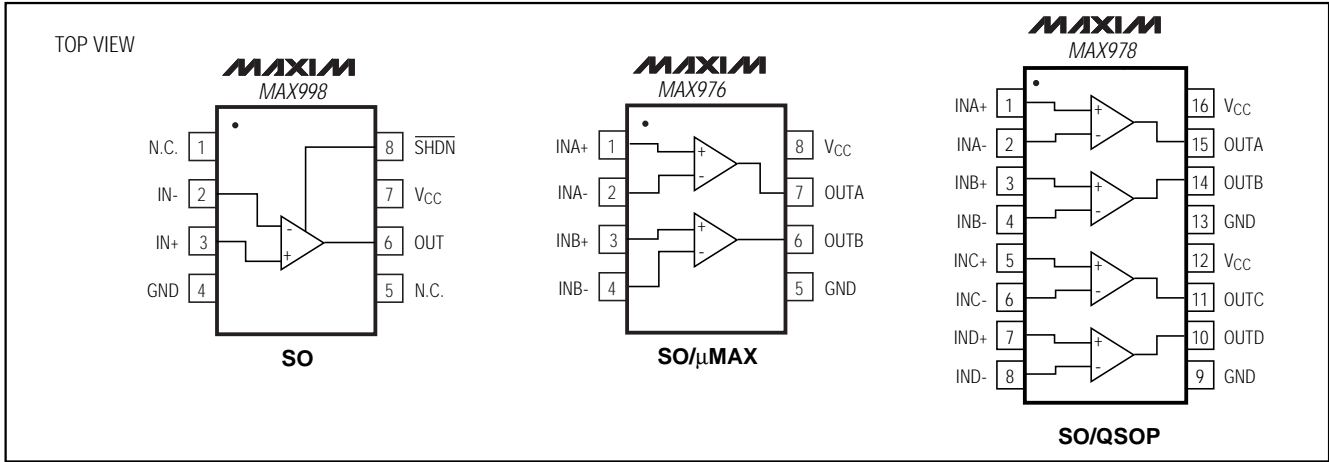 TOP VIEW
MAXIM
MAX998
N.C. 1
IN- 2
IN+ 3
GND 4
8 SHDN
7 VCC
6 OUT
5 N.C.
-
+
SO
MAXIM
MAX976
INA+ 1
INA- 2
INB+ 3
INB- 4
8 VCC
7 OUTA
6 OUTB
5 GND
+
-
+
-
SO/μMAX
MAXIM
MAX978
INA+ 1
INA- 2
INB+ 3
INB- 4
INC+ 5
INC- 6
IND+ 7
IND- 8
16 VCC
15 OUTA
14 OUTB
13 GND
12 VCC
11 OUTC
10 OUTD
9 GND
+
-
+
-
+
-
+
-
SO/QSOP